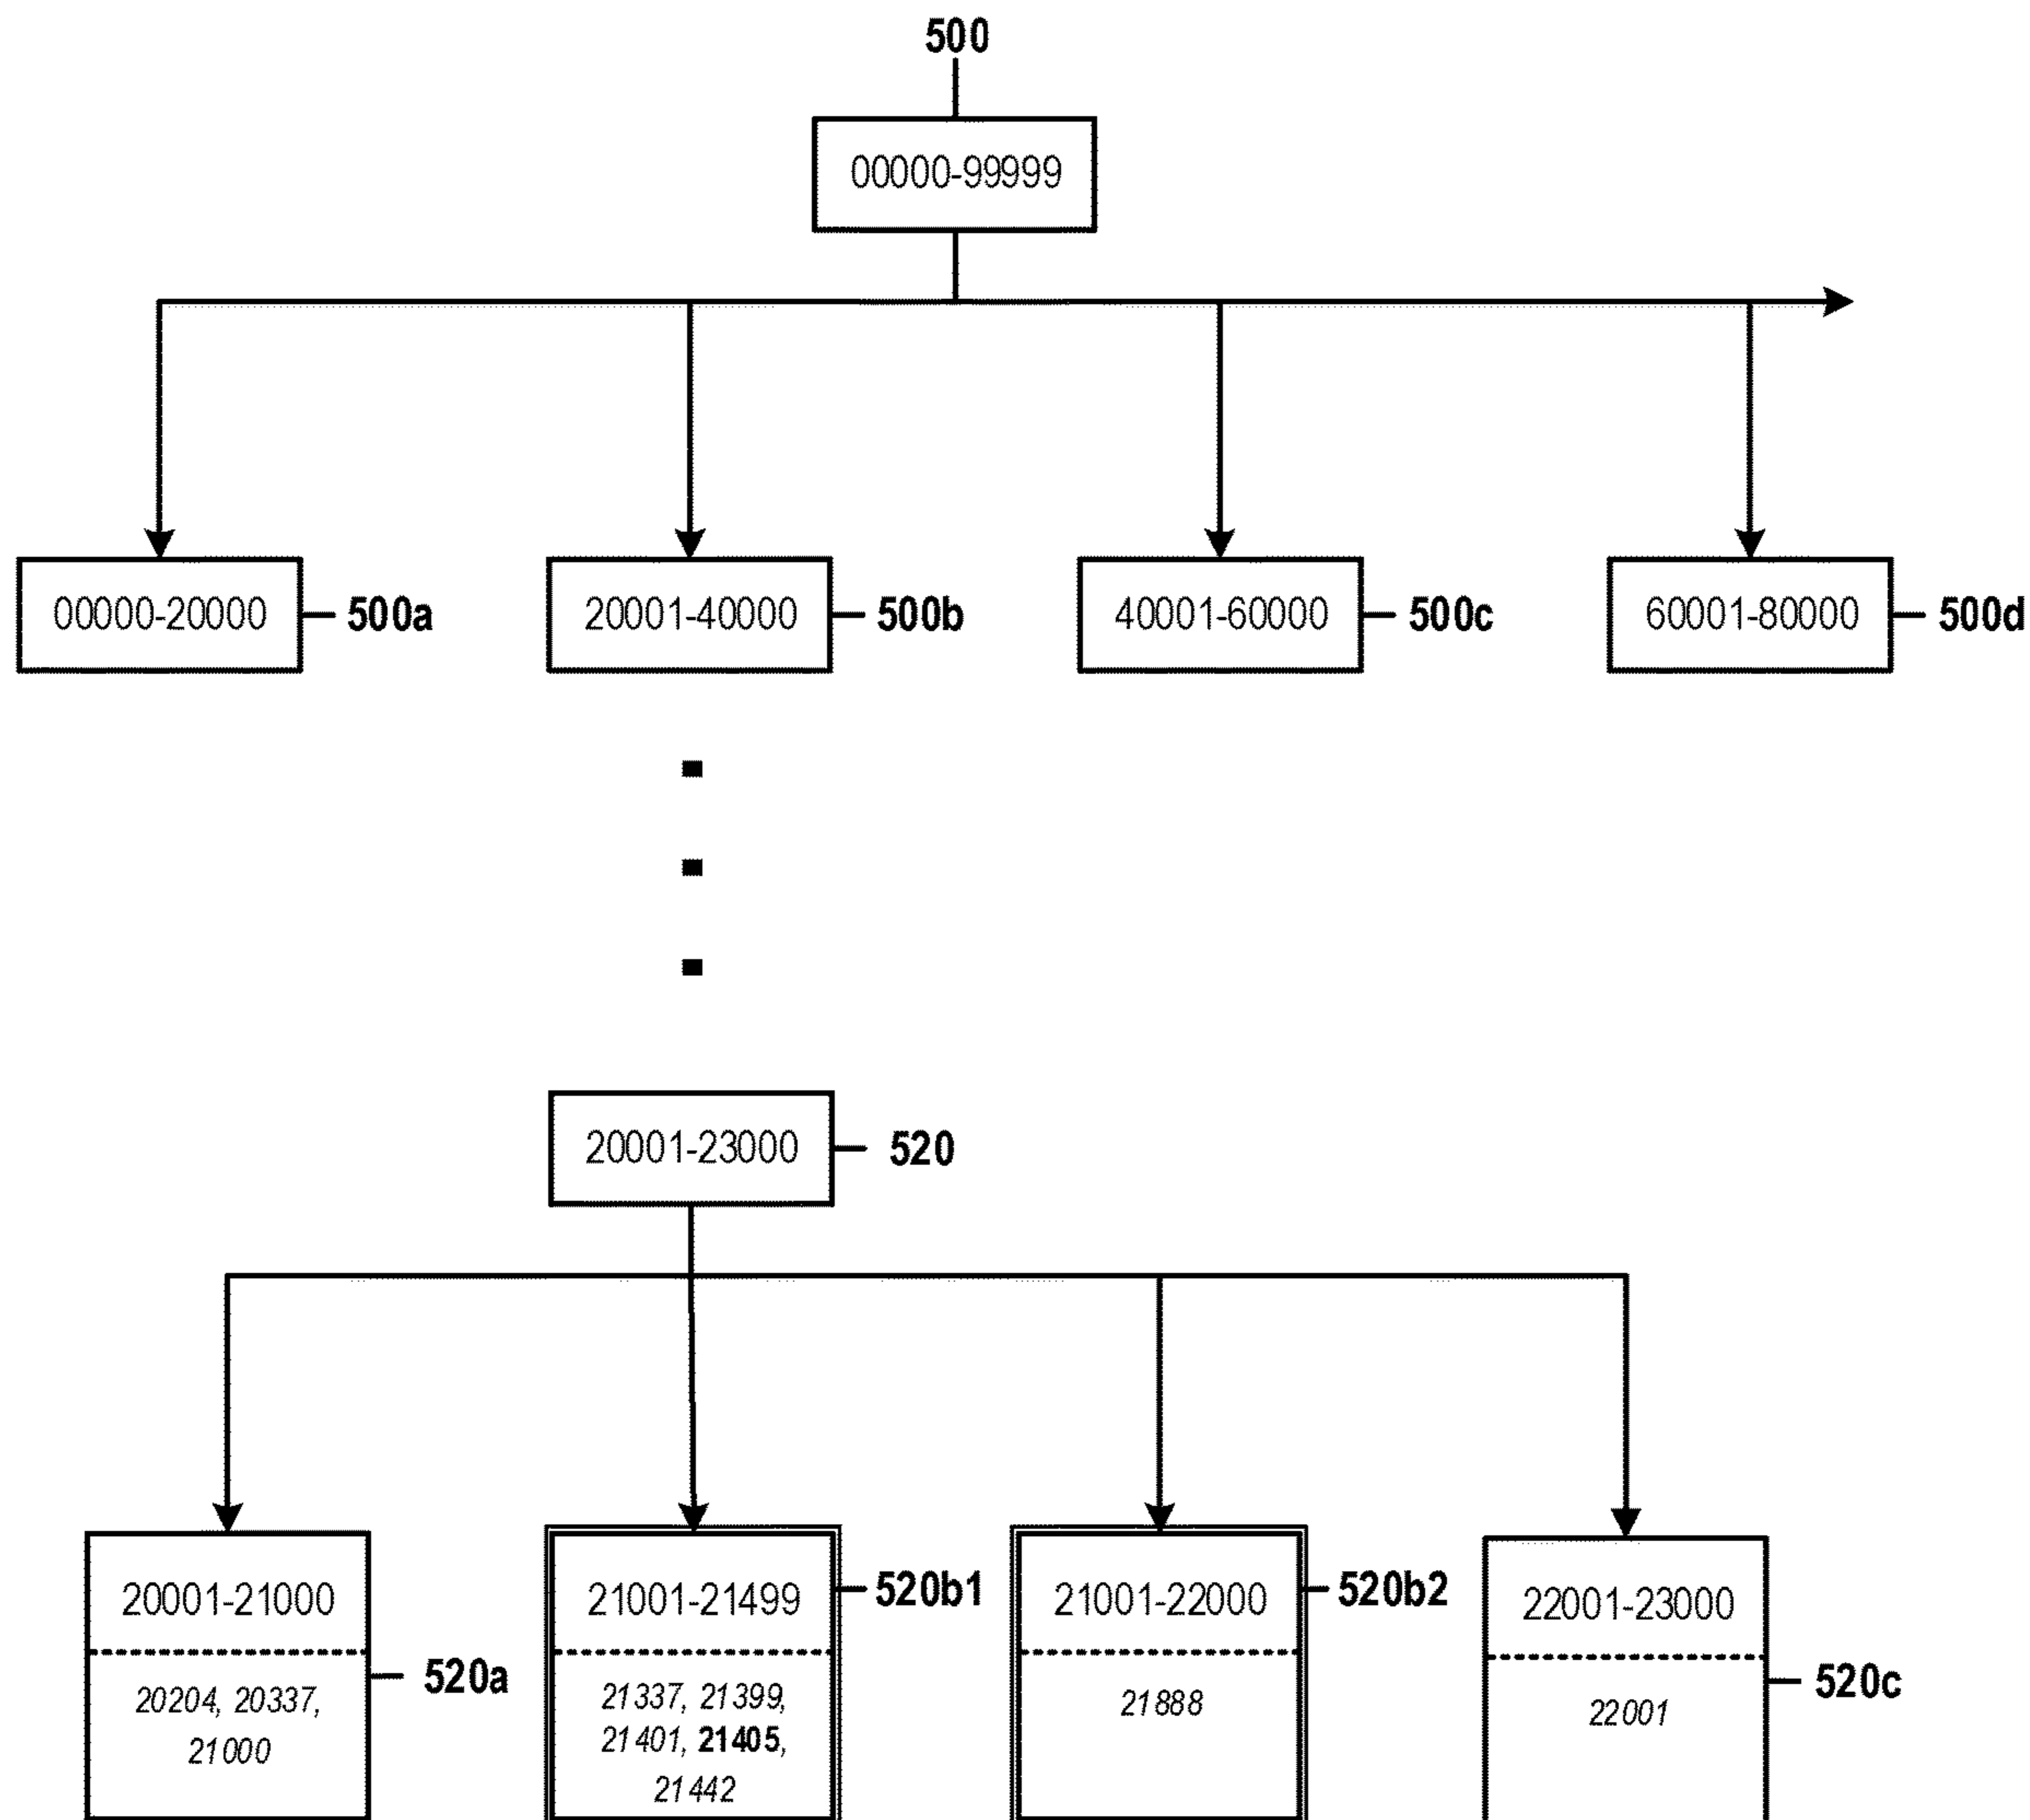 500
00000-99999
00000-20000 500a
20001-40000 500b
40001-60000 500c
60001-80000 500d
20001-23000 520
20001-21000
20204, 20337,
21000
520a
21001-21499
21337, 21399,
21401, 21405,
21442
520b1
21001-22000
21888
520b2
22001-23000
22001
520c